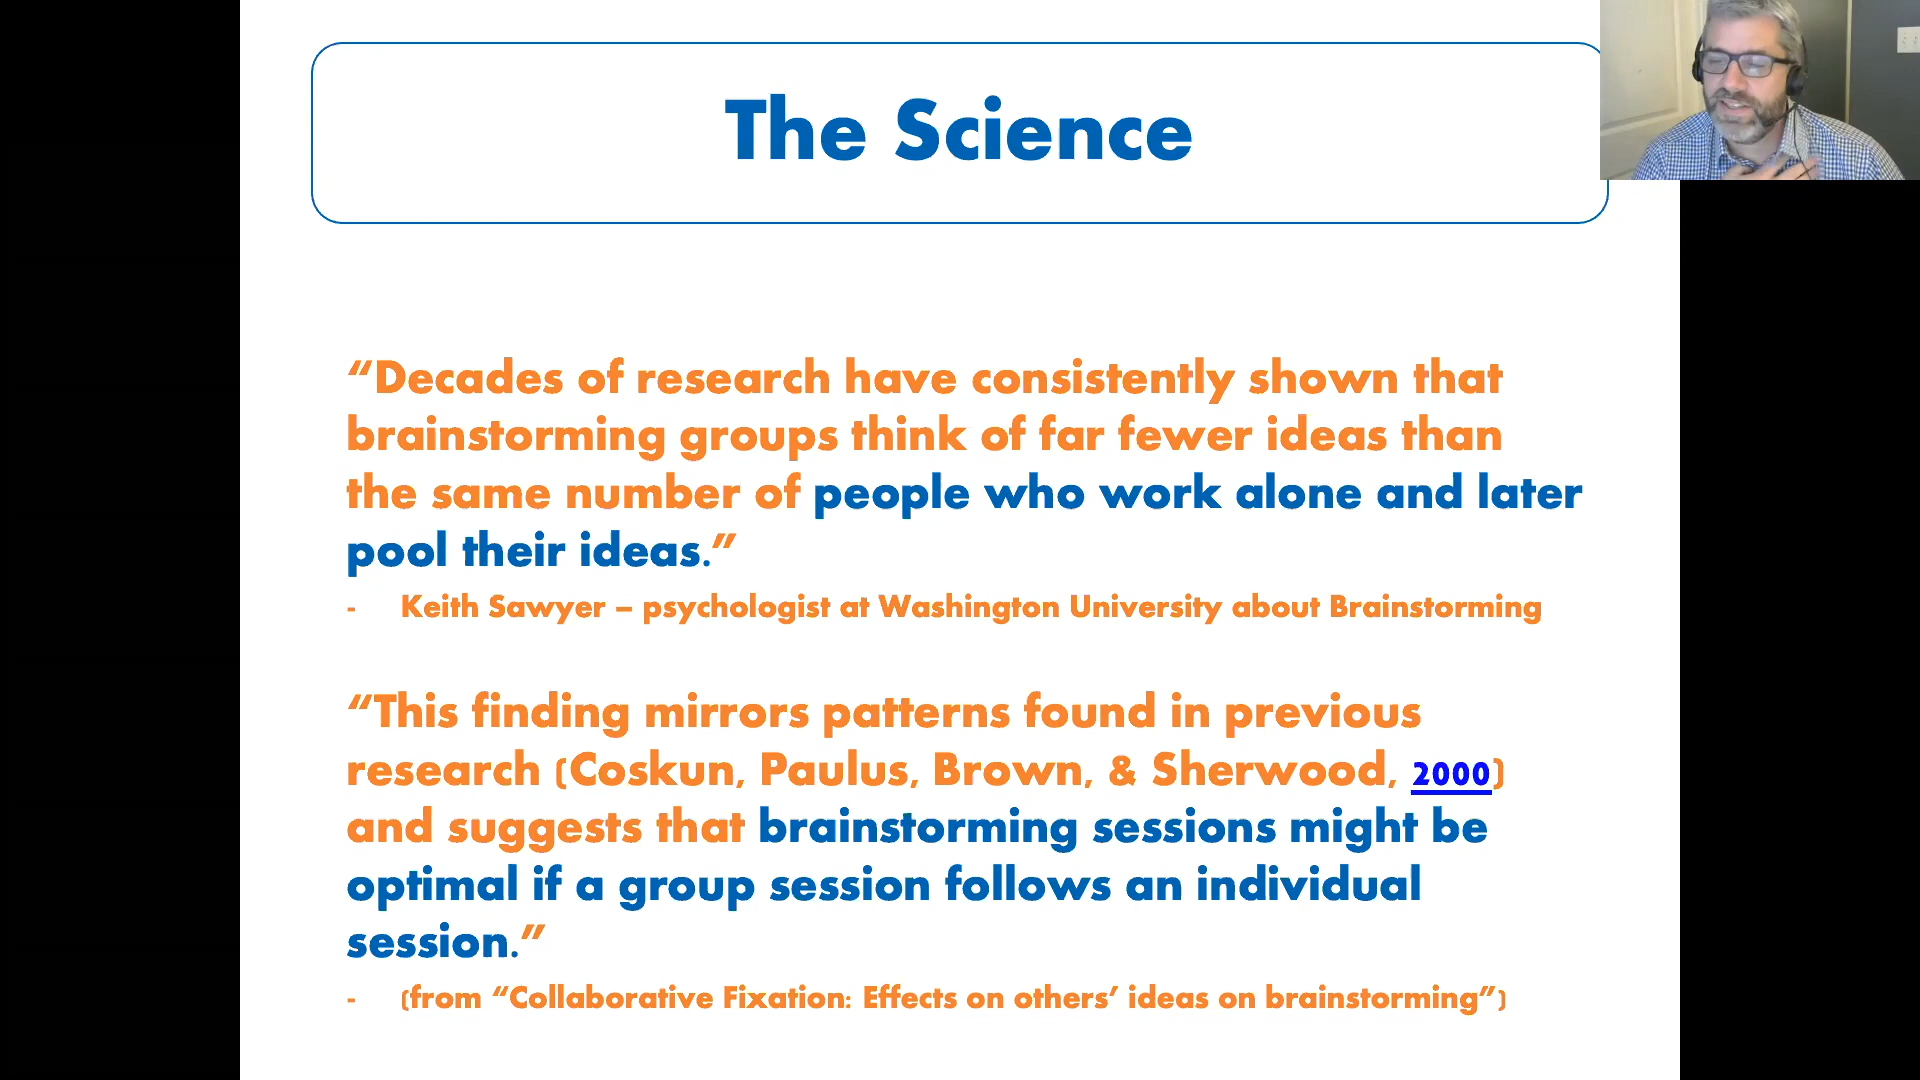 The Science
“Decades of research have consistently shown that
brainstorming groups think of far fewer ideas than
the same number of people who work alone and later
pool their ideas.”
- Keith Sawyer – psychologist at Washington University about Brainstorming
“This finding mirrors patterns found in previous
research (Coskun, Paulus, Brown, & Sherwood, 2000)
and suggests that brainstorming sessions might be
optimal if a group session follows an individual
session.”
- (from “Collaborative Fixation: Effects on others’ ideas on brainstorming”)